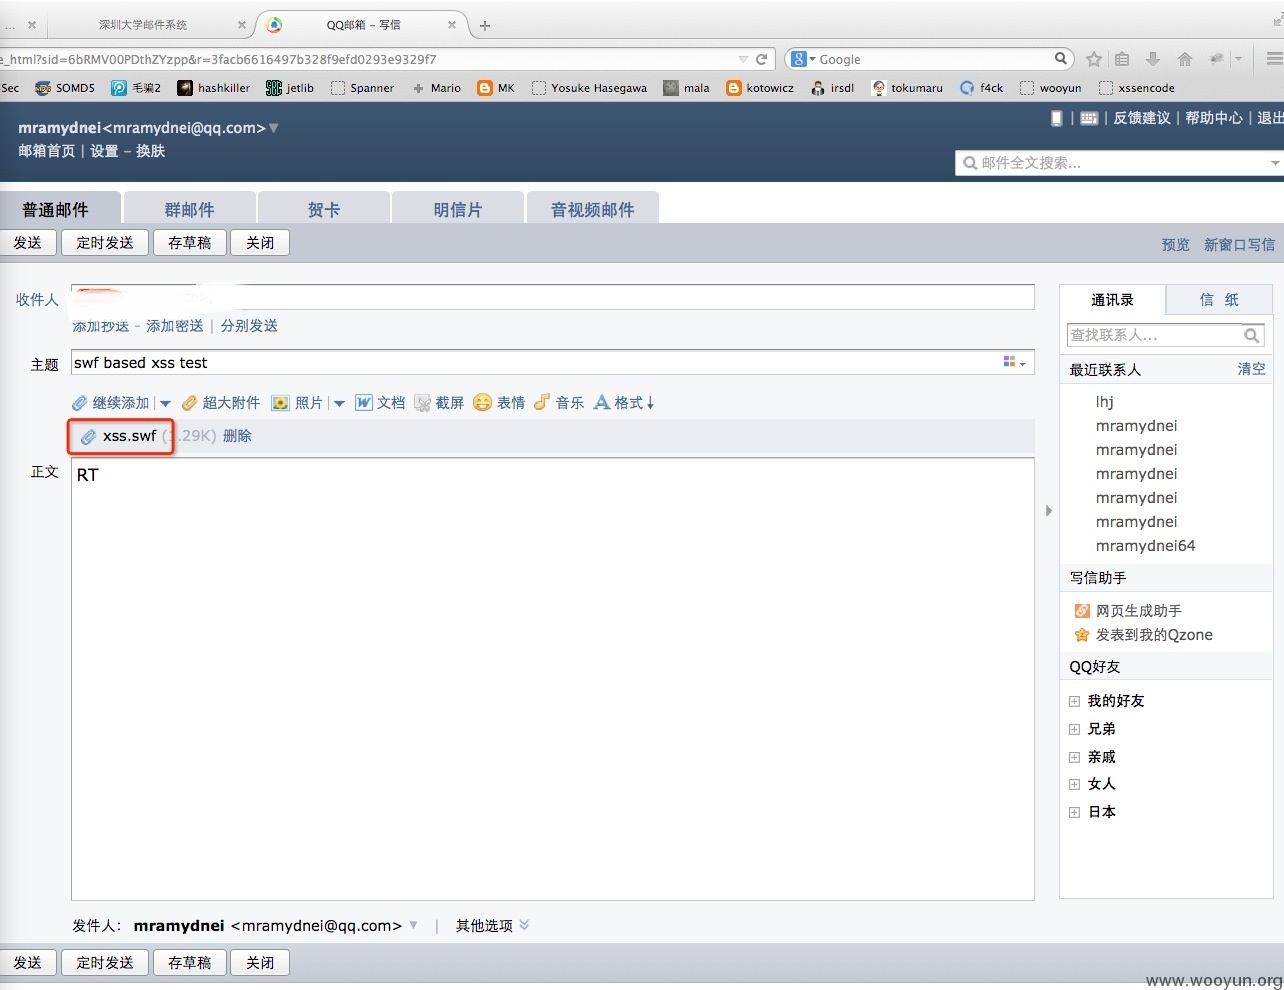 ... 深圳大学邮件系统 QQ邮箱 – 写信
e_html?sid=6bRMV00PDthZYzpp&r=3facb6616497b328f9efd0293e9329f7 Google
Sec SOMD5 毛骗2 hashkiller jetlib Spanner Mario MK Yosuke Hasegawa mala kotowicz irsdl tokumaru f4ck wooyun xssencode
mramydnei<mramydnei@qq.com> | | 反馈建议 | 帮助中心 | 退出
邮箱首页 | 设置 – 换肤
邮件全文搜索...
普通邮件 群邮件 贺卡 明信片 音视频邮件
发送 定时发送 存草稿 关闭 预览 新窗口写信
收件人 通讯录 信 纸
添加抄送 – 添加密送 | 分别发送
查找联系人...
主题 swf based xss test
最近联系人 清空
继续添加 | 超大附件 照片 | 文档 截屏 表情 音乐 格式↓
lhj
mramydnei
xss.swf (1.29K) 删除
mramydnei
正文 RT
mramydnei
mramydnei
mramydnei
mramydnei64
写信助手
网页生成助手
发表到我的Qzone
QQ好友
我的好友
兄弟
亲戚
女人
日本
发件人: mramydnei <mramydnei@qq.com> | 其他选项
发送 定时发送 存草稿 关闭
www.wooyun.org